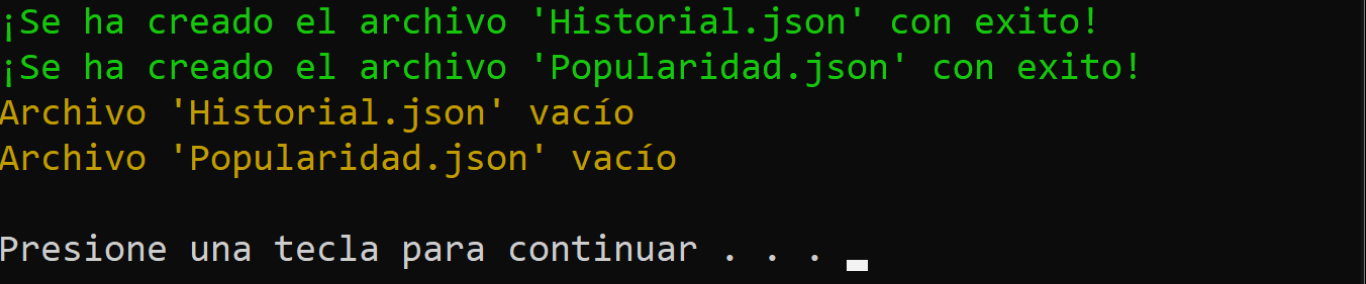 ¡Se ha creado el archivo 'Historial.json' con exito!
¡Se ha creado el archivo 'Popularidad.json' con exito!
Archivo 'Historial.json' vacío
Archivo 'Popularidad.json' vacío
Presione una tecla para continuar . . .